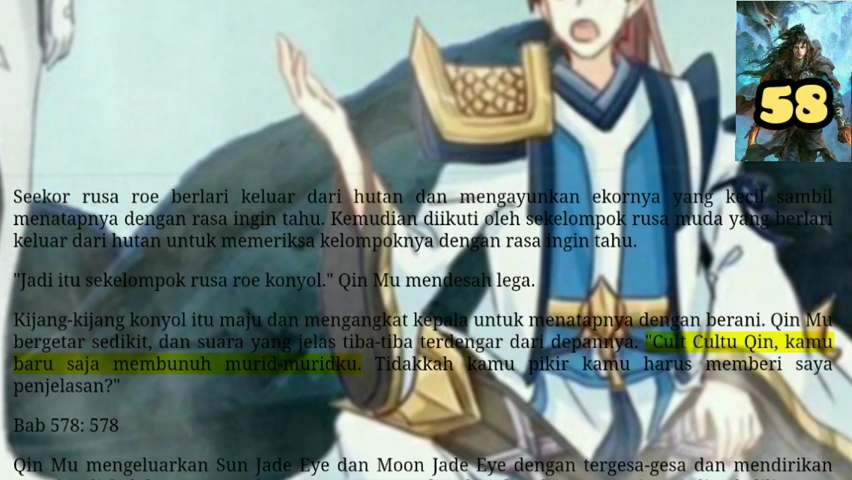 58
Seekor rusa roe berlari keluar dari hutan dan mengayunkan ekornya yang kecil sambil
menatapnya dengan rasa ingin tahu. Kemudian diikuti oleh sekelompok rusa muda yang berlari
keluar dari hutan untuk memeriksa kelompoknya dengan rasa ingin tahu.
"Jadi itu sekelompok rusa roe konyol." Qin Mu mendesah lega.
Kijang-kijang konyol itu maju dan mengangkat kepala untuk menatapnya dengan berani. Qin Mu
bergetar sedikit, dan suara yang jelas tiba-tiba terdengar dari depannya. "Cult Cultu Qin, kamu
baru saja membunuh murid-muridku. Tidakkah kamu pikir kamu harus memberi saya
penjelasan?"
Bab 578: 578
Qin Mu mengeluarkan Sun Jade Eye dan Moon Jade Eye dengan tergesa-gesa dan mendirikan